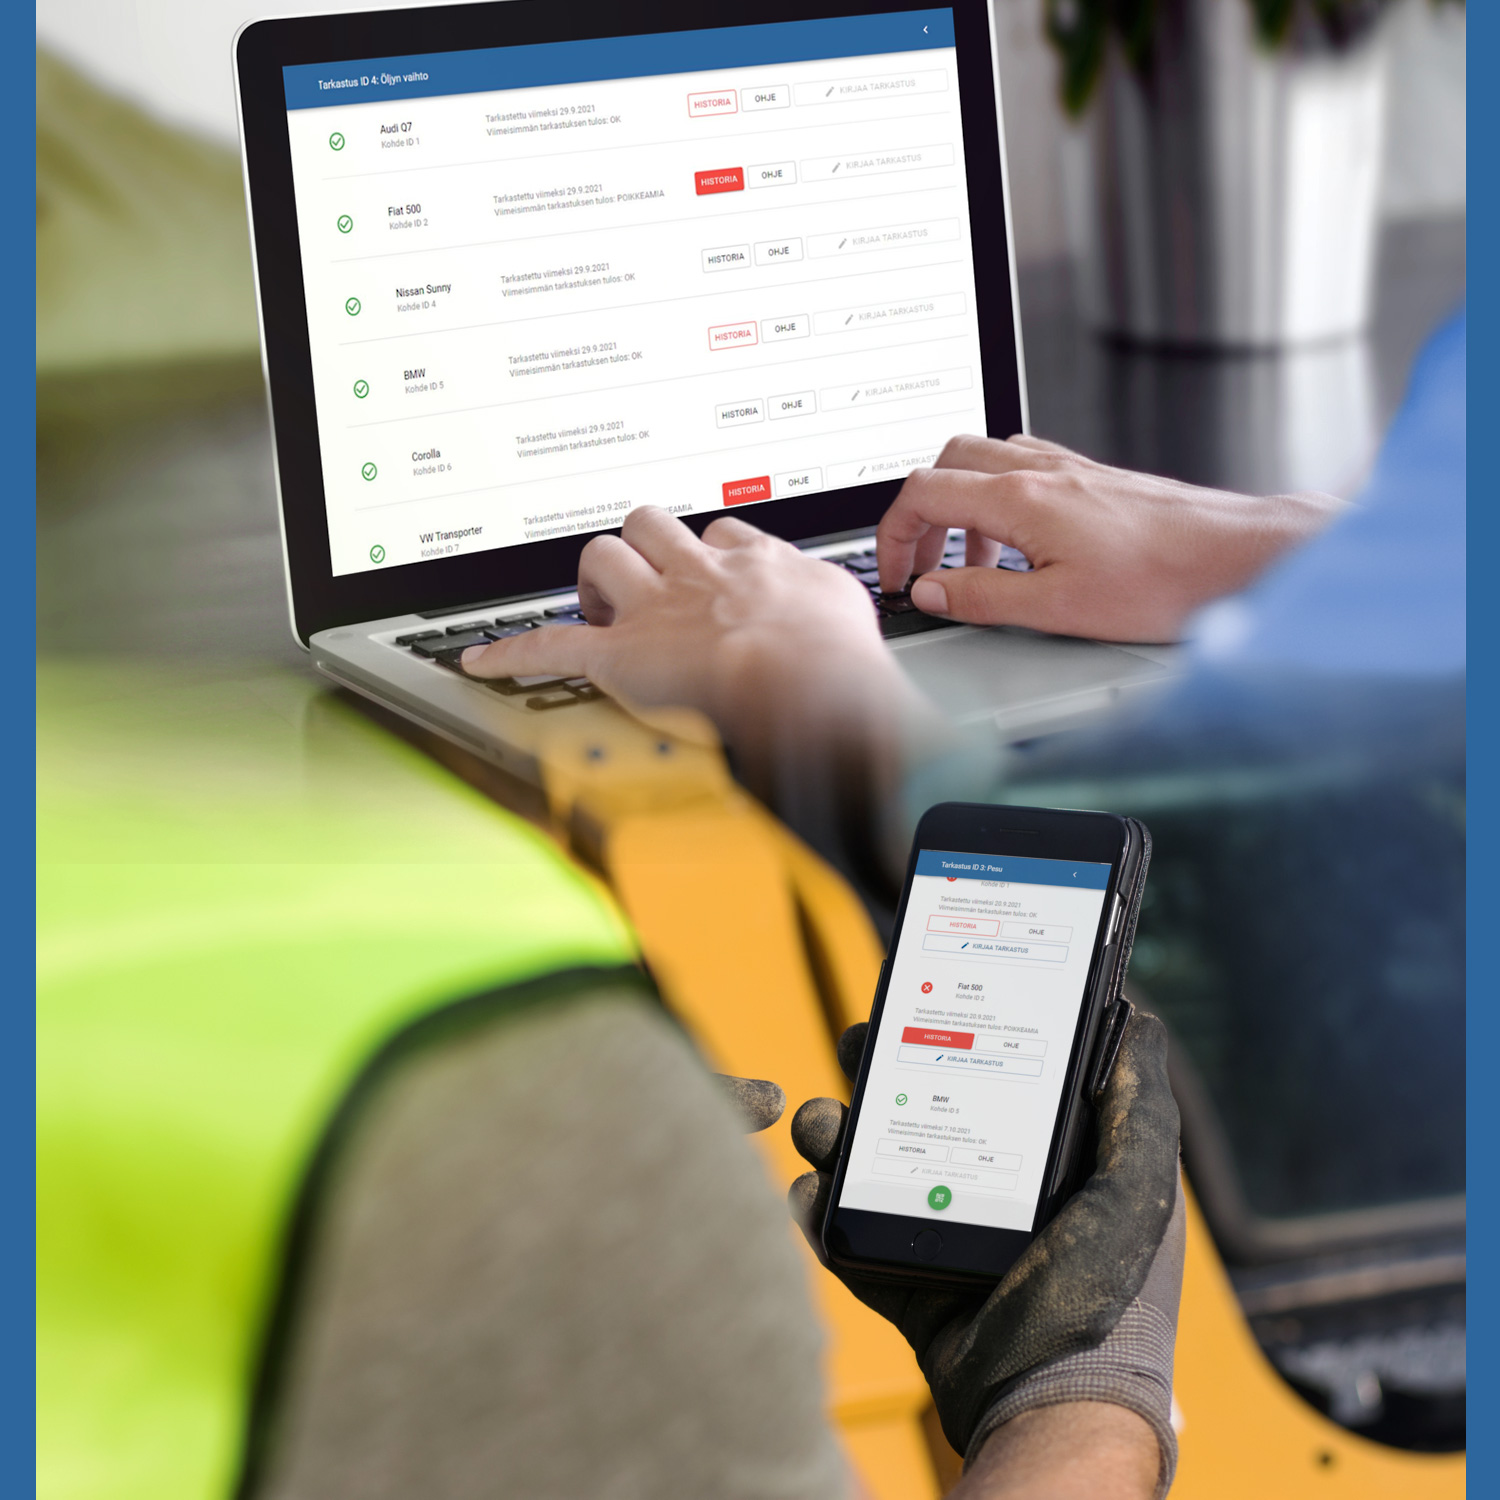 Tarkastus ID 4: Öljyn vaihto
Audi Q7
Kohde ID 1
Tarkastettu viimeksi 29.9.2021
Viimeisimmän tarkastuksen tulos: OK
HISTORIA
OHJE
KIRJAA TARKASTUS
Fiat 500
Kohde ID 2
Tarkastettu viimeksi 29.9.2021
Viimeisimmän tarkastuksen tulos: POIKKEAMIA
HISTORIA
OHJE
KIRJAA TARKASTUS
Nissan Sunny
Kohde ID 4
Tarkastettu viimeksi 29.9.2021
Viimeisimmän tarkastuksen tulos: OK
HISTORIA
OHJE
KIRJAA TARKASTUS
BMW
Kohde ID 5
Tarkastettu viimeksi 29.9.2021
Viimeisimmän tarkastuksen tulos: OK
HISTORIA
OHJE
KIRJAA TARKASTUS
Corolla
Kohde ID 6
Tarkastettu viimeksi 29.9.2021
Viimeisimmän tarkastuksen tulos: OK
HISTORIA
OHJE
KIRJAA TARKASTUS
VW Transporter
Kohde ID 7
Tarkastettu viimeksi 29.9.2021
Viimeisimmän tarkastuksen
HISTORIA
OHJE
KIRJAA
Tarkastus ID 3: Pesu
Kohde ID 1
Tarkastettu viimeksi 20.9.2021
Viimeisimmän tarkastuksen tulos: OK
HISTORIA
OHJE
KIRJAA TARKASTUS
Fiat 500
Kohde ID 2
Tarkastettu viimeksi 20.9.2021
Viimeisimmän tarkastuksen tulos: POIKKEAMIA
HISTORIA
OHJE
KIRJAA TARKASTUS
BMW
Kohde ID 5
Tarkastettu viimeksi 7.10.2021
Viimeisimmän tarkastuksen tulos: OK
HISTORIA
OHJE
KIRJAA TARKASTUS